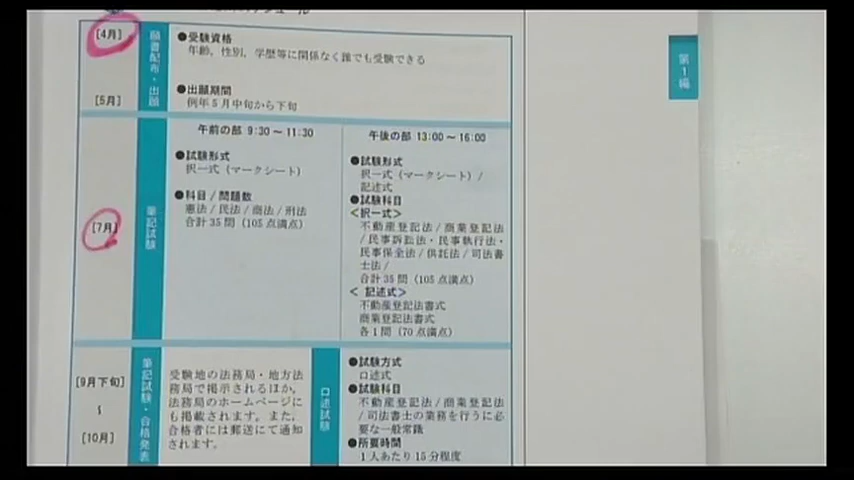 [4月]
[5月]
願書配布・出願
●受験資格
年齢、性別、学歴等に関係なく誰でも受験できる
●出願期間
例年5月中旬から下旬
第1編
[7月]
筆記試験
午前の部 9:30～11:30
●試験形式
択一式（マークシート）
●科目/問題数
憲法/民法/商法/刑法
合計35問（105点満点）
午後の部 13:00～16:00
●試験形式
択一式（マークシート）/
記述式
●試験科目
＜択一式＞
不動産登記法/商業登記法
/民事訴訟法・民事執行法・
民事保全法/供託法/司法書
士法/
合計35問（105点満点）
＜記述式＞
不動産登記法書式
商業登記法書式
各1問（70点満点）
[9月下旬]
～
[10月]
筆記試験・合格発表
受験地の法務局・地方法
務局で掲示されるほか、
法務局のホームページに
も掲載されます。また、
合格者には郵送にて通知
されます。
口述試験
●試験方式
口述式
●試験科目
不動産登記法/商業登記法
/司法書士の業務を行うに必
要な一般常識
●所要時間
1人あたり15分程度